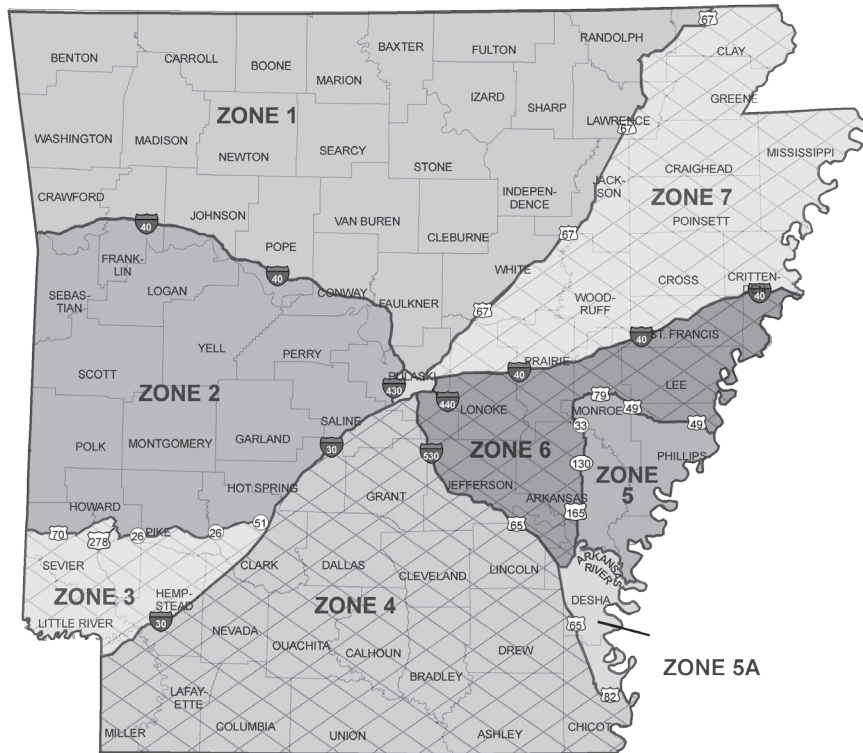 67
RANDOLPH
BAXTER
FULTON
CLAY
BENTON
CARROLL
BOONE
MARION
IZARD
SHARP
GREENE
ZONE 1
LAWRENCE
67
WASHINGTON
MADISON
NEWTON
SEARCY
STONE
MISSISSIPPI
CRAIGHEAD
JACK-
SON
ZONE 7
CRAWFORD
INDEPEN-
DENCE
JOHNSON
POPE
VAN BUREN
CLEBURNE
POINSETT
40
67
FRANK-
LIN
40
WHITE
CROSS
CRITTEN-
40
SEBAS-
TIAN
LOGAN
CONWAY
FAULKNER
67
WOOD-
RUFF
YELL
PERRY
40
ST. FRANCIS
SCOTT
PULASKI
PRAIRIE
40
ZONE 2
430
440
LONOKE
LEE
79
49
MONROE
49
SALINE
33
POLK
MONTGOMERY
GARLAND
30
530
ZONE 6
130
PHILLIPS
ZONE
5
HOT SPRING
GRANT
JEFFERSON
ARKANSAS
165
HOWARD
51
65
70
278
26
PIKE
26
SEVIER
CLARK
DALLAS
CLEVELAND
LINCOLN
ARKANSAS
RIVER
ZONE 3
HEMP-
STEAD
ZONE 4
DESHA
LITTLE RIVER
30
NEVADA
OUACHITA
CALHOUN
DREW
65
ZONE 5A
BRADLEY
LAFAY-
ETTE
82
MILLER
COLUMBIA
UNION
ASHLEY
CHICOT